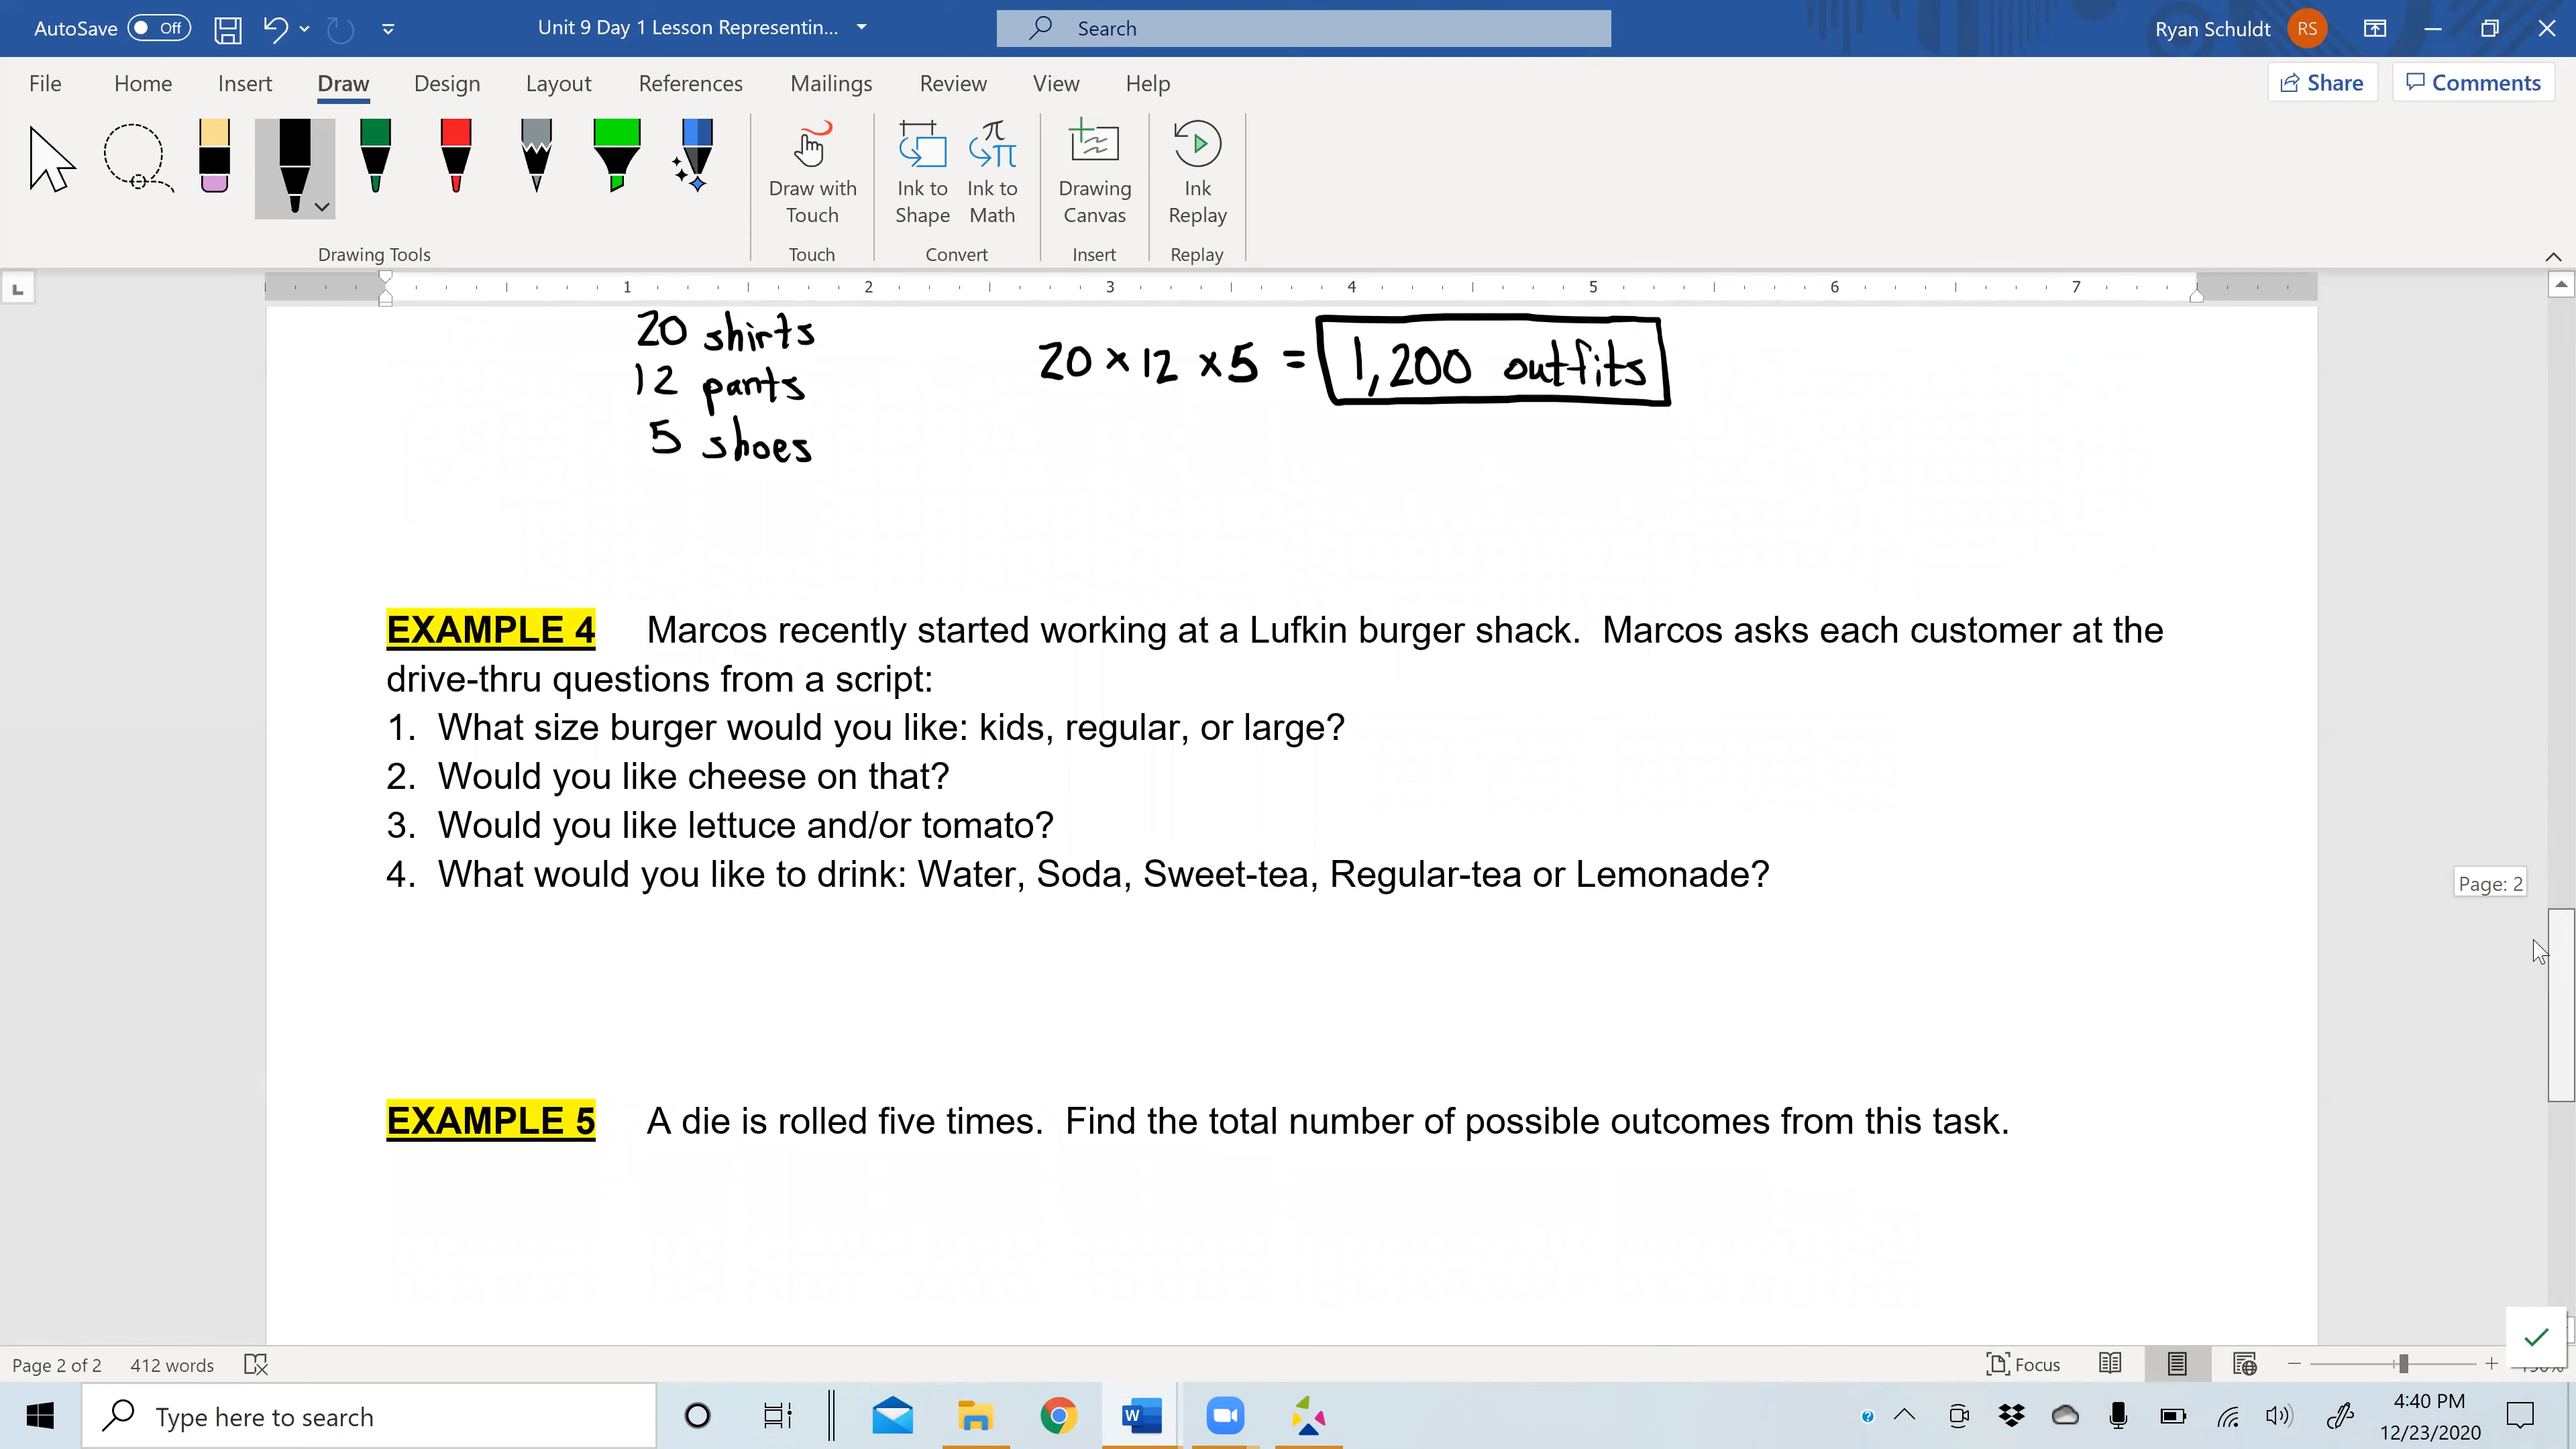 AutoSave Off Unit 9 Day 1 Lesson Representin... Search Ryan Schuldt RS
File Home Insert Draw Design Layout References Mailings Review View Help Share Comments
Draw with Touch
Ink to Shape
Ink to Math
Drawing Canvas
Ink Replay
Drawing Tools Touch Convert Insert Replay
1 2 3 4 5 6 7
20 shirts
12 pants
5 shoes
20 × 12 × 5 = 1,200 outfits
EXAMPLE 4 Marcos recently started working at a Lufkin burger shack. Marcos asks each customer at the
drive-thru questions from a script:
1. What size burger would you like: kids, regular, or large?
2. Would you like cheese on that?
3. Would you like lettuce and/or tomato?
4. What would you like to drink: Water, Soda, Sweet-tea, Regular-tea or Lemonade?
Page: 2
EXAMPLE 5 A die is rolled five times. Find the total number of possible outcomes from this task.
Page 2 of 2 412 words Focus
Type here to search
4:40 PM
12/23/2020